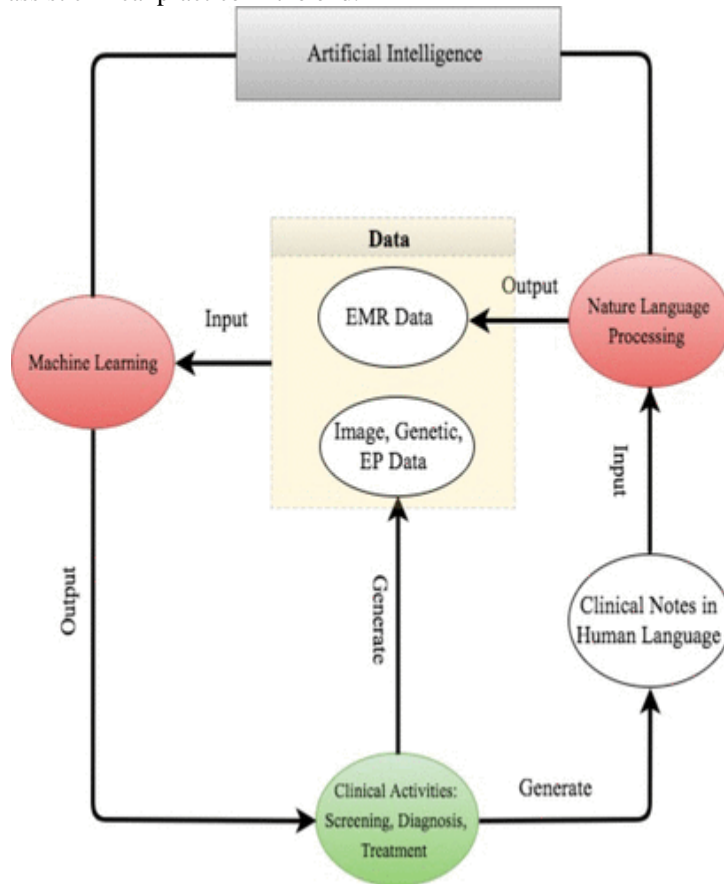 Artificial Intelligence
Data
EMR Data
Output
Nature Language
Processing
Input
Machine Learning
Image, Genetic,
EP Data
Input
Output
Generate
Clinical Notes in
Human Language
Clinical Activities:
Screening, Diagnosis,
Treatment
Generate